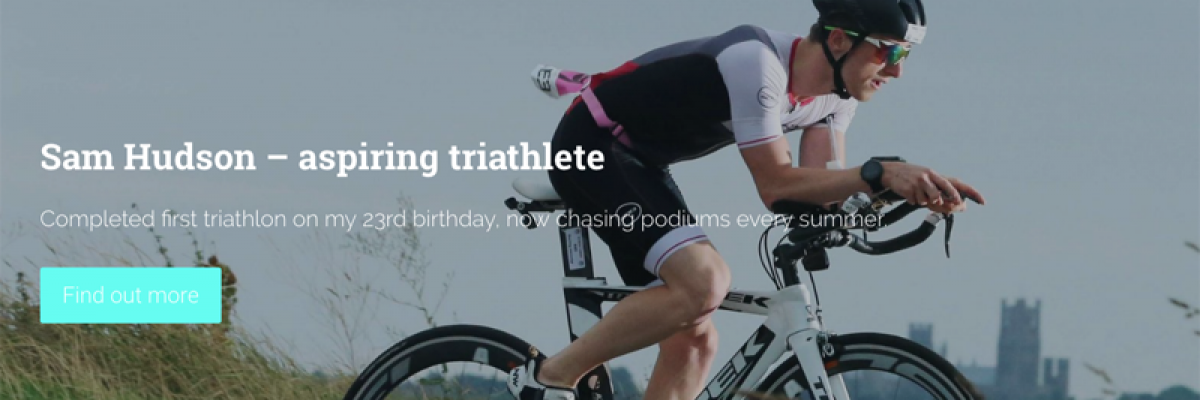 Sam Hudson – aspiring triathlete
Completed first triathlon on my 23rd birthday, now chasing podiums every summer.
Find out more
TREK